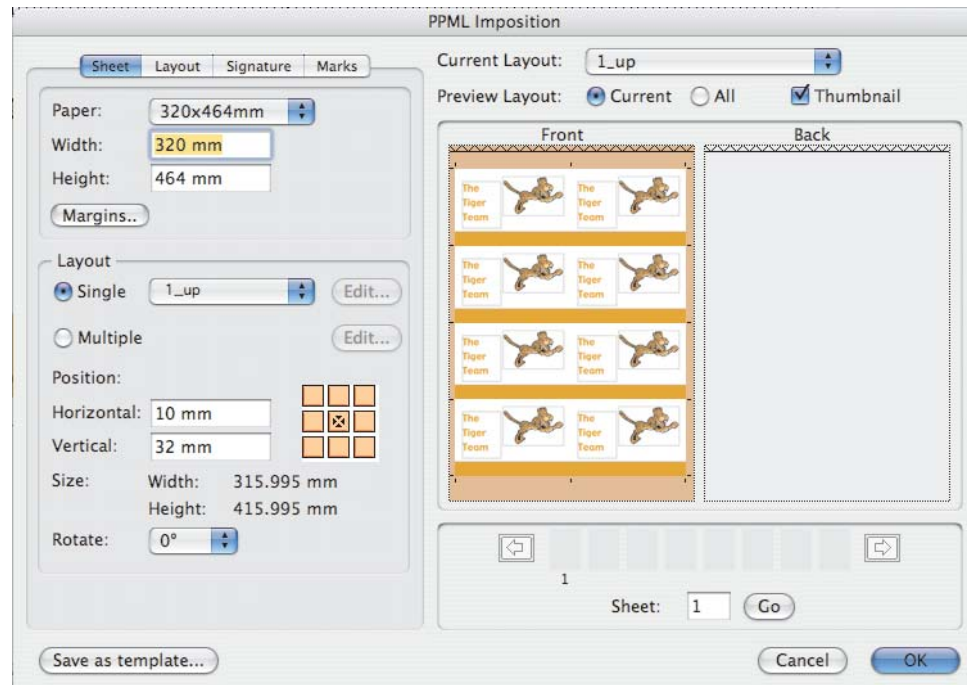 PPML Imposition
Sheet Layout Signature Marks
Paper: 320x464mm
Width: 320 mm
Height: 464 mm
Margins..
Layout
Single 1_up Edit...
Multiple Edit...
Position:
Horizontal: 10 mm
Vertical: 32 mm
Size: Width: 315.995 mm
Height: 415.995 mm
Rotate: 0°
Save as template...
Current Layout: 1_up
Preview Layout: Current All Thumbnail
Front Back
The The
Tiger Tiger
Team Team
The The
Tiger Tiger
Team Team
The The
Tiger Tiger
Team Team
The The
Tiger Tiger
Team Team
1
Sheet: 1 Go
Cancel OK